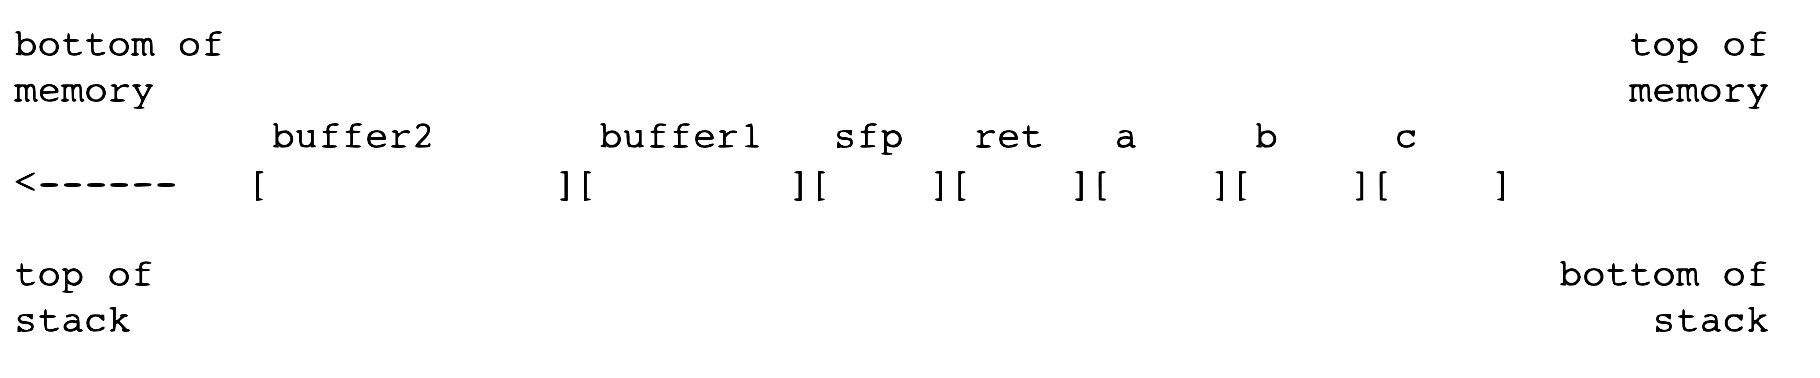 bottom of                                                            top of
memory                                                               memory
           buffer2       buffer1   sfp   ret   a     b     c
<------   [            ][        ][    ][    ][    ][    ][    ]
top of                                                            bottom of
stack                                                                 stack